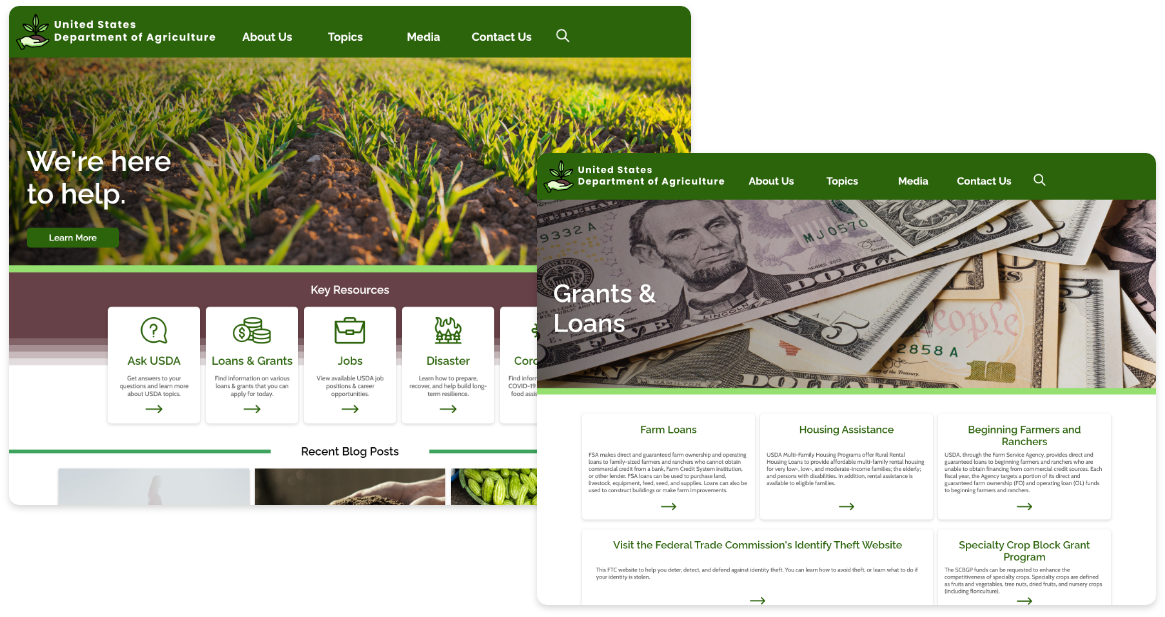 United States
Department of Agriculture
About Us
Topics
Media
Contact Us
We're here
to help.
Learn More
Key Resources
Ask USDA
Get answers to your
questions and learn more
about USDA topics.
Loans & Grants
Find information on various
loans & grants that you can
apply for today.
Jobs
View available USDA job
positions & career
opportunities.
Disaster
Learn how to prepare,
recover, and help build long-
term resilience.
Recent Blog Posts
United States
Department of Agriculture
About Us
Topics
Media
Contact Us
9332 A
MJ0570
2858 A
People
Grants &
Loans
Farm Loans
FSA makes direct and guaranteed farm ownership and operating
loans to family-sized farmers and ranchers who cannot obtain
commercial credit from a bank, Farm Credit System institution,
or other lender. FSA loans can be used to purchase land,
livestock, equipment, feed, seed, and supplies. Loans can also be
used to construct buildings or make farm improvements.
Housing Assistance
USDA Multi-Family Housing Programs offer Rural Rental
Housing Loans to provide affordable multi-family rental housing
for very low-, low-, and moderate-income families; the elderly;
and persons with disabilities. In addition, rental assistance is
available to eligible families.
Beginning Farmers and
Ranchers
USDA, through the Farm Service Agency, provides direct and
guaranteed loans to beginning farmers and ranchers who are
unable to obtain financing from commercial credit sources. Each
fiscal year, the Agency targets a portion of its direct and
guaranteed farm ownership (FO) and operating loan (OL) funds
to beginning farmers and ranchers.
Visit the Federal Trade Commission's Identify Theft Website
This FTC website to help you deter, detect, and defend against identity theft. You can learn how to avoid theft, or learn what to do if
your identity is stolen.
Specialty Crop Block Grant
Program
The SCBGP funds can be requested to enhance the
competitiveness of specialty crops. Specialty crops are defined
as fruits and vegetables, tree nuts, dried fruits, and nursery crops
(including floriculture).